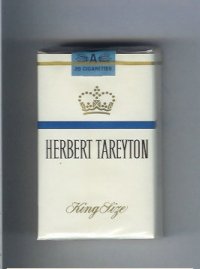 A
20 CIGARETTES
HERBERT TAREYTON
King Size